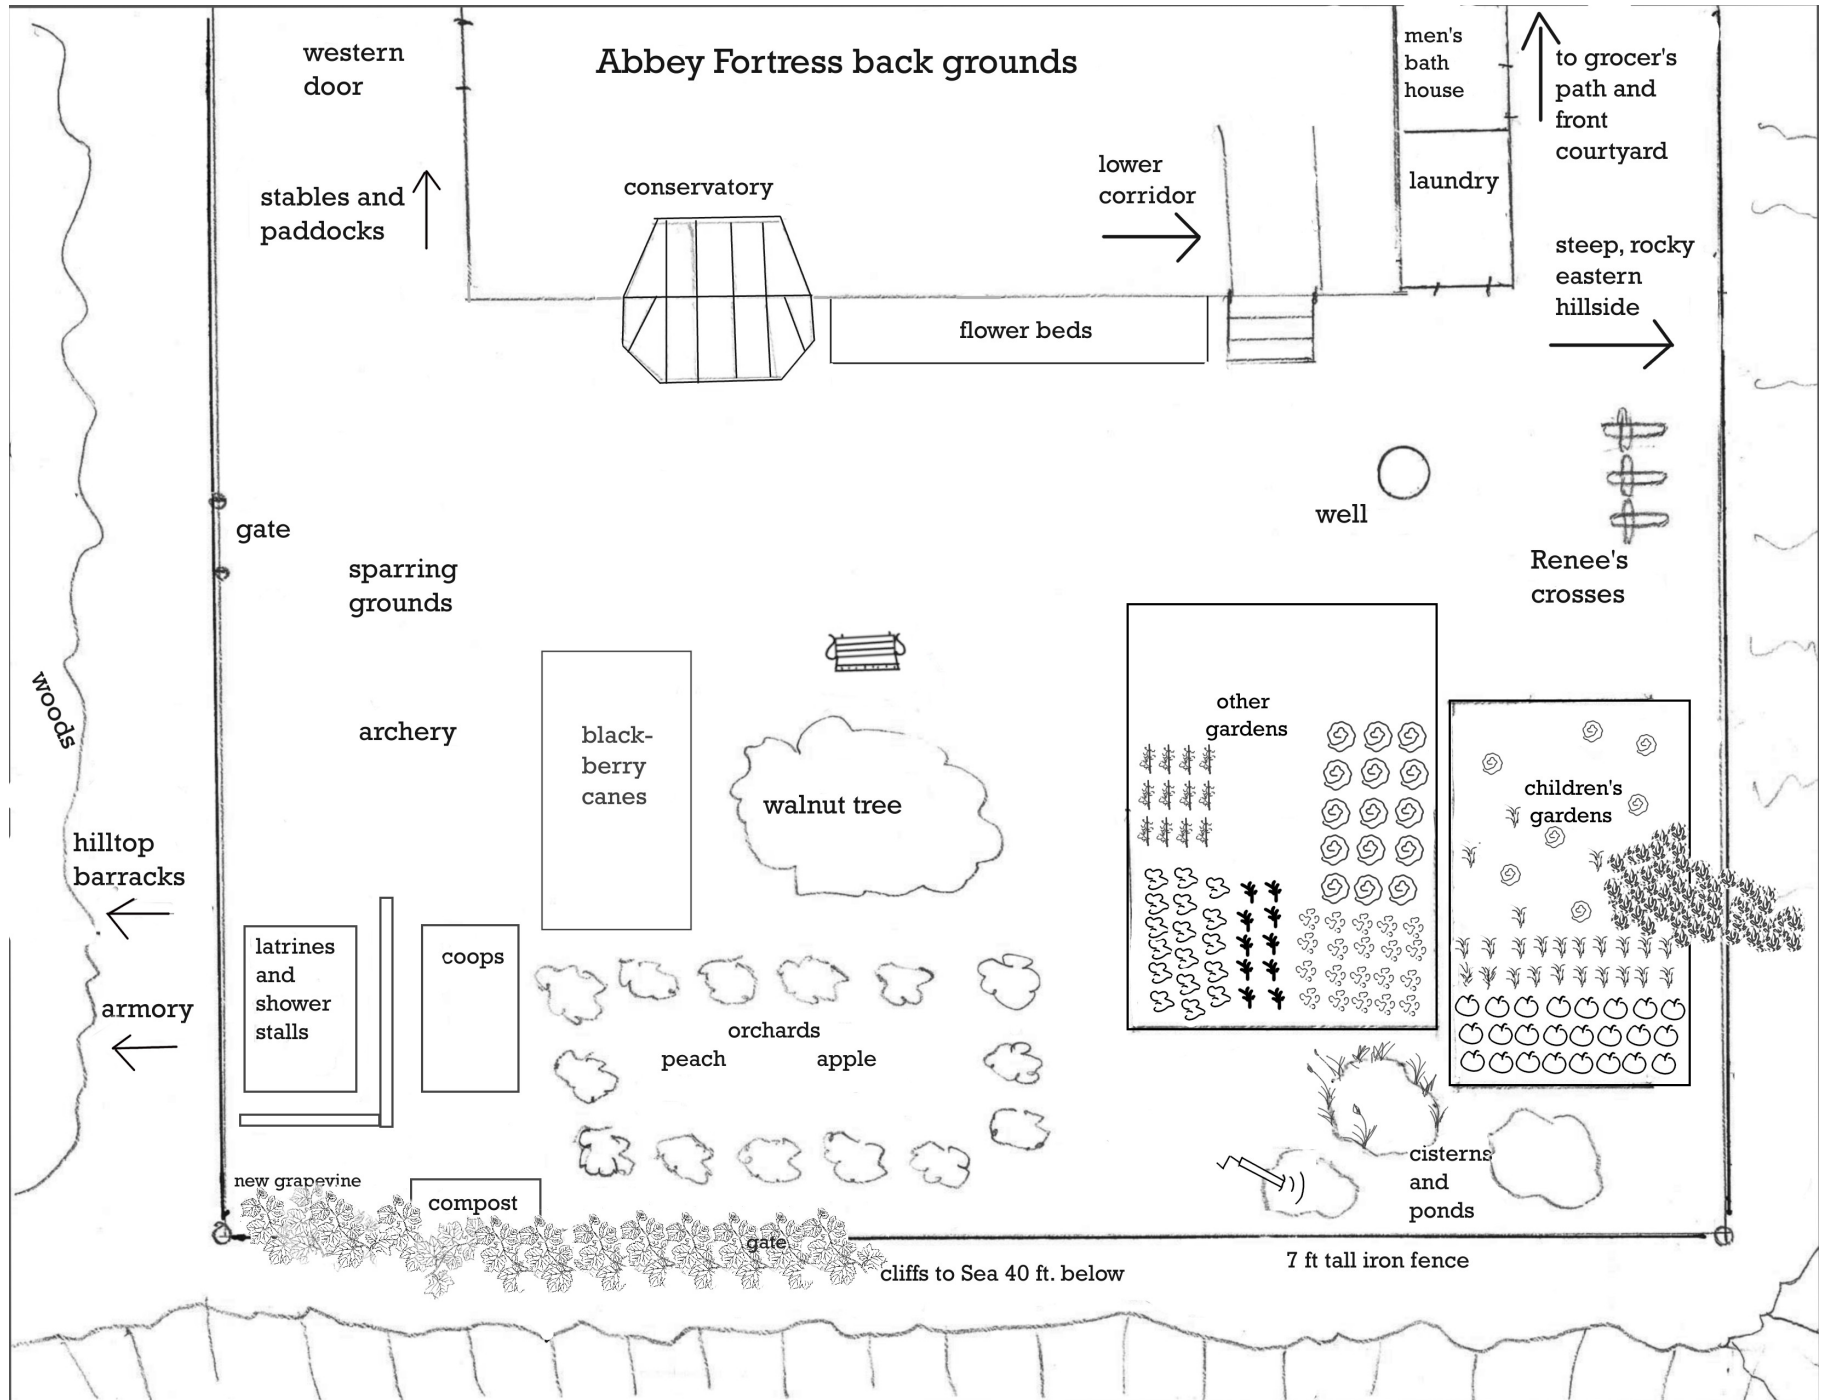 Abbey Fortress back grounds
western
door
men's
bath
house
to grocer's
path and
front
courtyard
stables and
paddocks
conservatory
lower
corridor
laundry
steep, rocky
eastern
hillside
flower beds
gate
well
sparring
grounds
Renee's
crosses
woods
archery
black-
berry
canes
walnut tree
other
gardens
children's
gardens
hilltop
barracks
armory
latrines
and
shower
stalls
coops
orchards
peach
apple
cisterns
and
ponds
new grapevine
compost
gate
cliffs to Sea 40 ft. below
7 ft tall iron fence